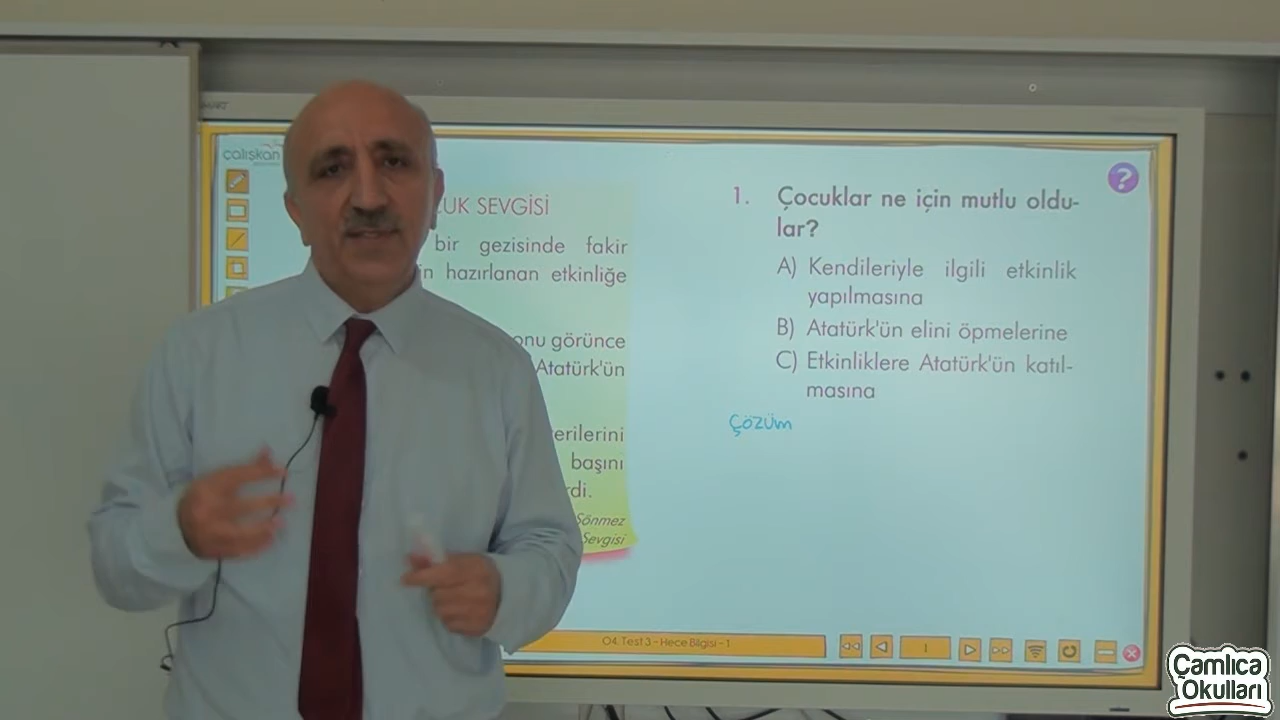 çalışkan
UK SEVGİSİ
bir gezisinde fakir
hazırlanan etkinliğe
onu görünce
Atatürk'ün
erilerini
başını
rdi.
Sönmez
Sevgisi
1. Çocuklar ne için mutlu oldu-
lar?
A) Kendileriyle ilgili etkinlik
yapılmasına
B) Atatürk'ün elini öpmelerine
C) Etkinliklere Atatürk'ün katıl-
masına
çözüm
?
04. Test 3 - Hece Bilgisi - 1
1
Çamlıca
Okulları